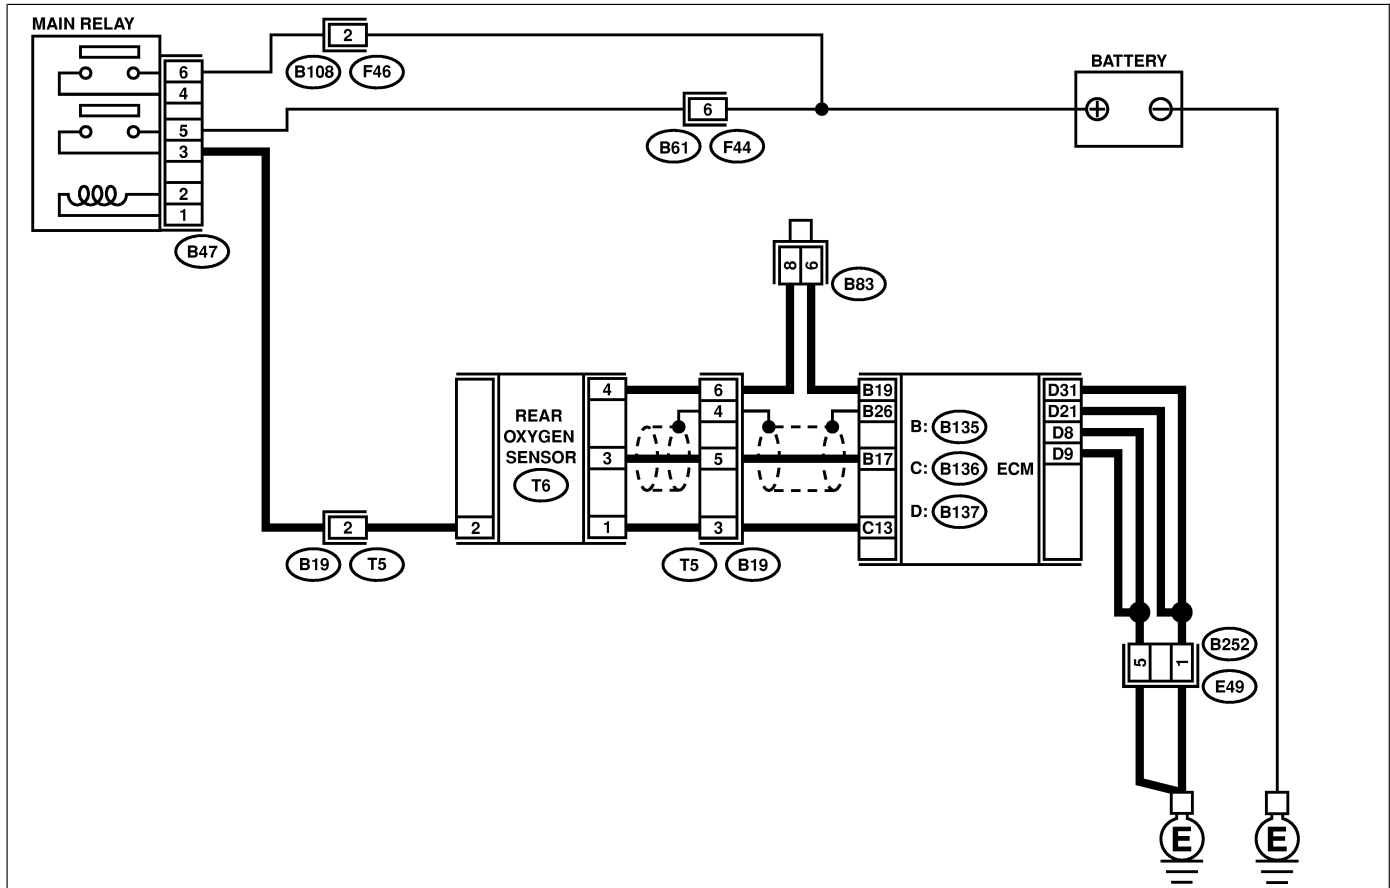 MAIN RELAY
6
4
5
3
2
1
B47
2
B108 F46
6
B61 F44
BATTERY
8 6
B83
REAR
OXYGEN
SENSOR
T6
2
4
3
1
6
4
5
3
T5 B19
2
B19 T5
B19
B26
B17
C13
B: B135
C: B136 ECM
D: B137
D31
D21
D8
D9
5 1
B252
E49
E E